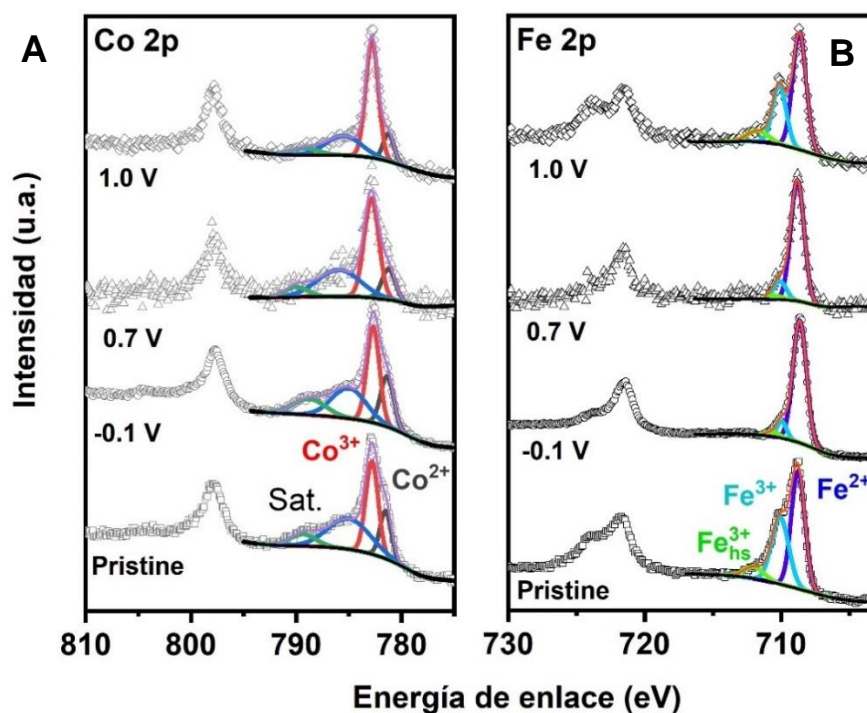 A
Co 2p
1.0 V
0.7 V
-0.1 V
Co³⁺
Co²⁺
Sat.
Pristine
810 800 790 780
B
Fe 2p
1.0 V
0.7 V
-0.1 V
Fe³⁺
Fe²⁺
Fe³⁺hs
Pristine
730 720 710
Intensidad (u.a.)
Energía de enlace (eV)